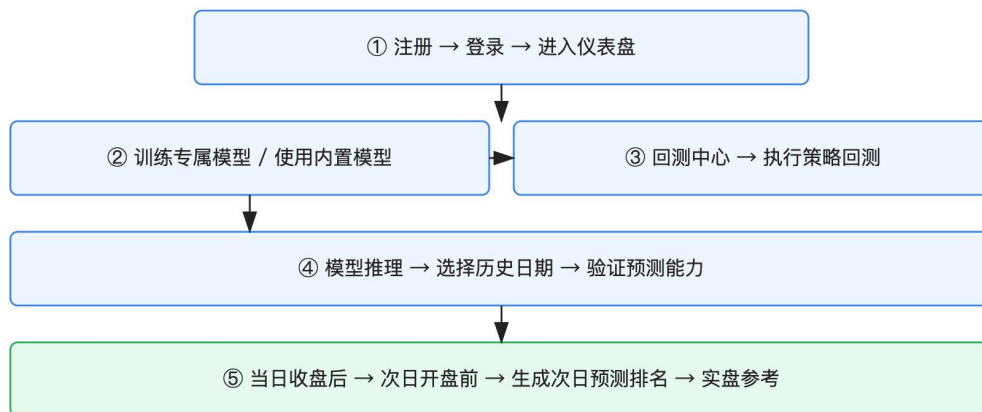 ① 注册 → 登录 → 进入仪表盘
② 训练专属模型 / 使用内置模型
③ 回测中心 → 执行策略回测
④ 模型推理 → 选择历史日期 → 验证预测能力
⑤ 当日收盘后 → 次日开盘前 → 生成次日预测排名 → 实盘参考